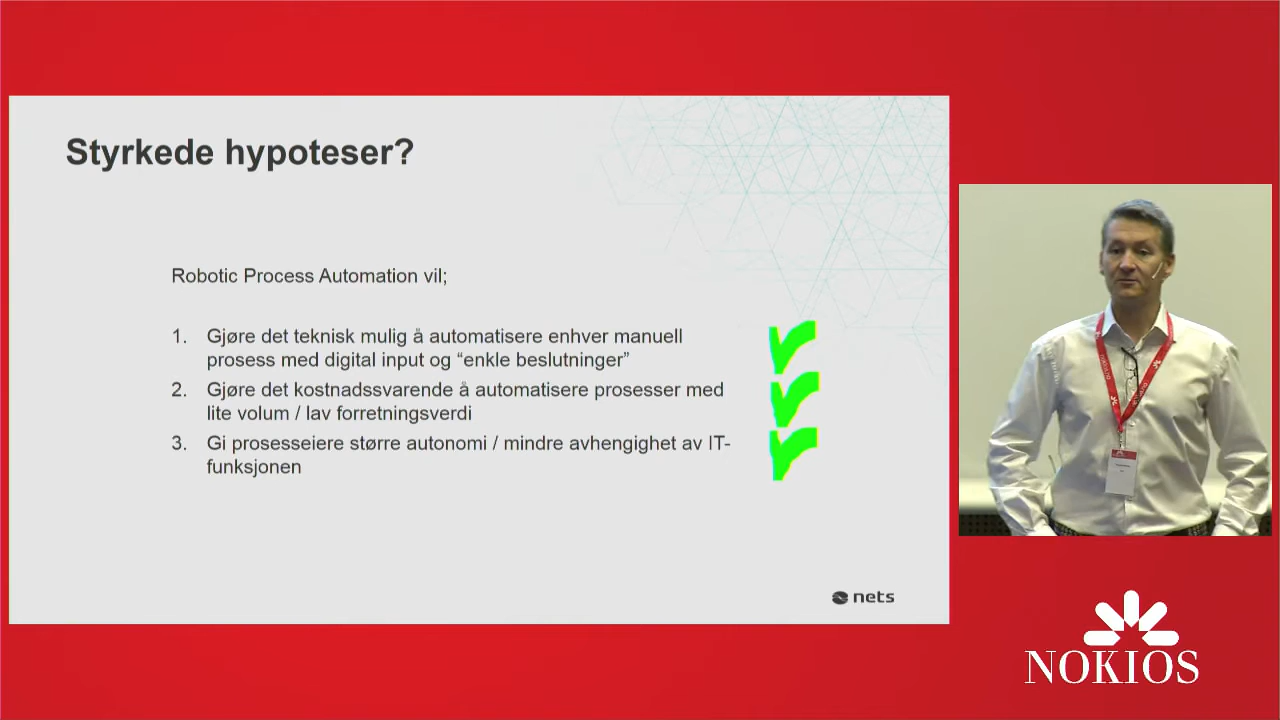 Styrkede hypoteser?
Robotic Process Automation vil;
1. Gjøre det teknisk mulig å automatisere enhver manuell
prosess med digital input og “enkle beslutninger”
2. Gjøre det kostnadssvarende å automatisere prosesser med
lite volum / lav forretningsverdi
3. Gi prosesseiere større autonomi / mindre avhengighet av IT-
funksjonen
nets
NOKIOS